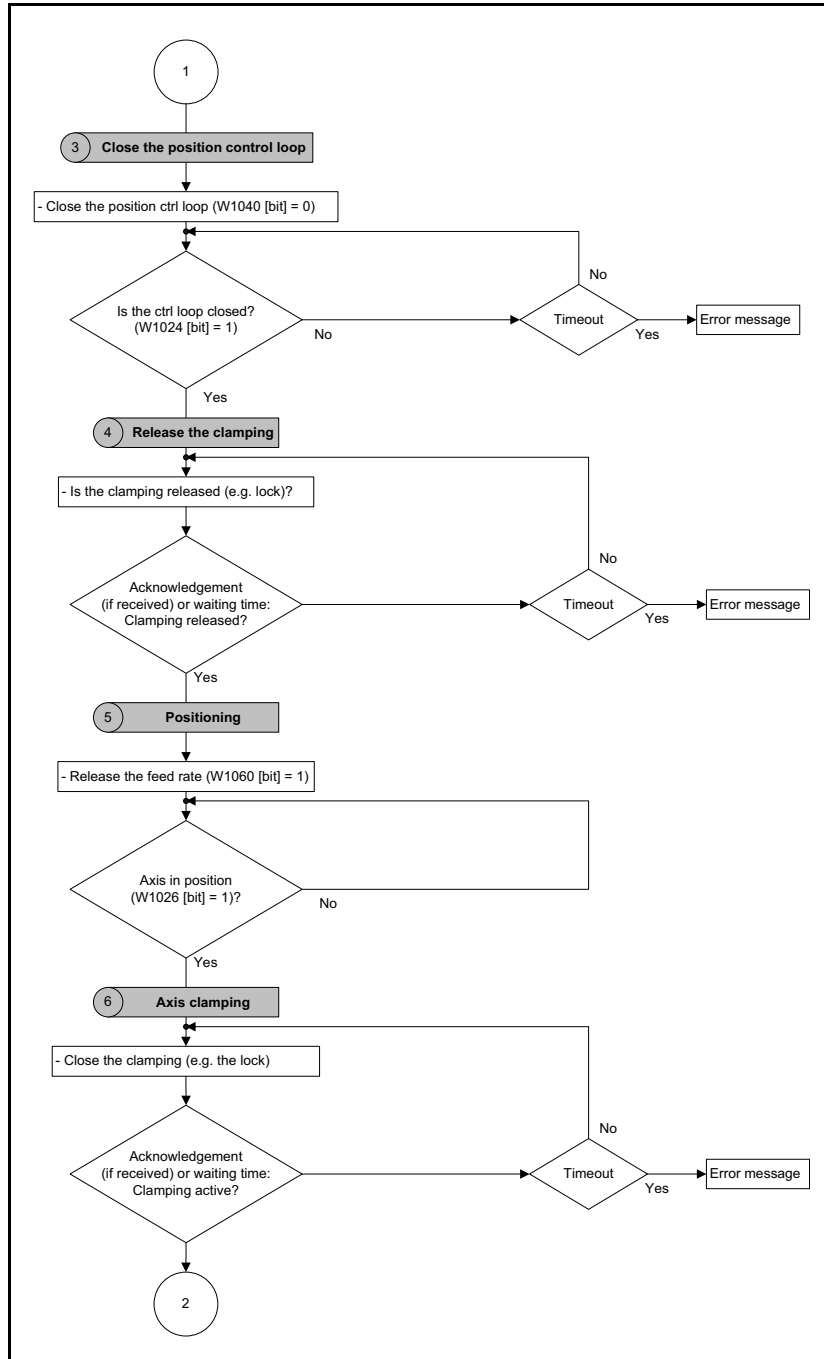 1
3 Close the position control loop
- Close the position ctrl loop (W1040 [bit] = 0)
No
Is the ctrl loop closed?
(W1024 [bit] = 1)
No
Timeout
Yes
Error message
Yes
4 Release the clamping
- Is the clamping released (e.g. lock)?
No
Acknowledgement
(if received) or waiting time:
Clamping released?
Timeout
Yes
Error message
Yes
5 Positioning
- Release the feed rate (W1060 [bit] = 1)
Axis in position
(W1026 [bit] = 1)?
No
Yes
6 Axis clamping
- Close the clamping (e.g. the lock)
No
Acknowledgement
(if received) or waiting time:
Clamping active?
Timeout
Yes
Error message
2